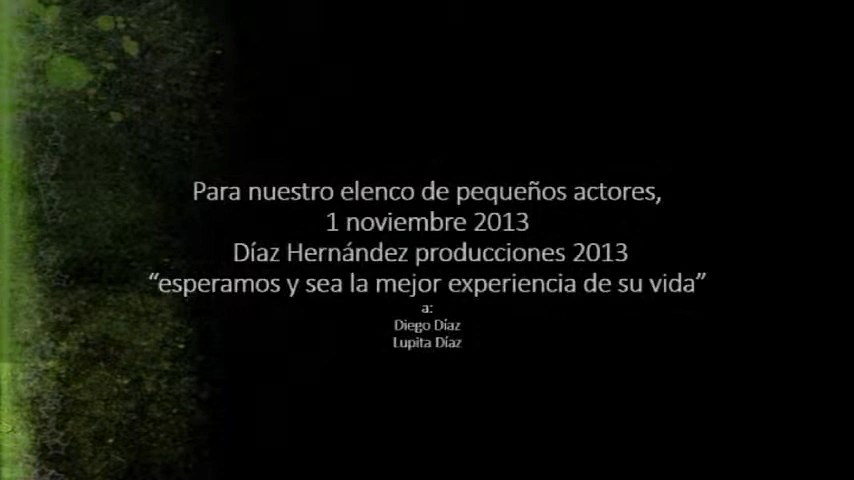 Para nuestro elenco de pequeños actores,
1 noviembre 2013
Díaz Hernández producciones 2013
“esperamos y sea la mejor experiencia de su vida”
a:
Diego Díaz
Lupita Díaz